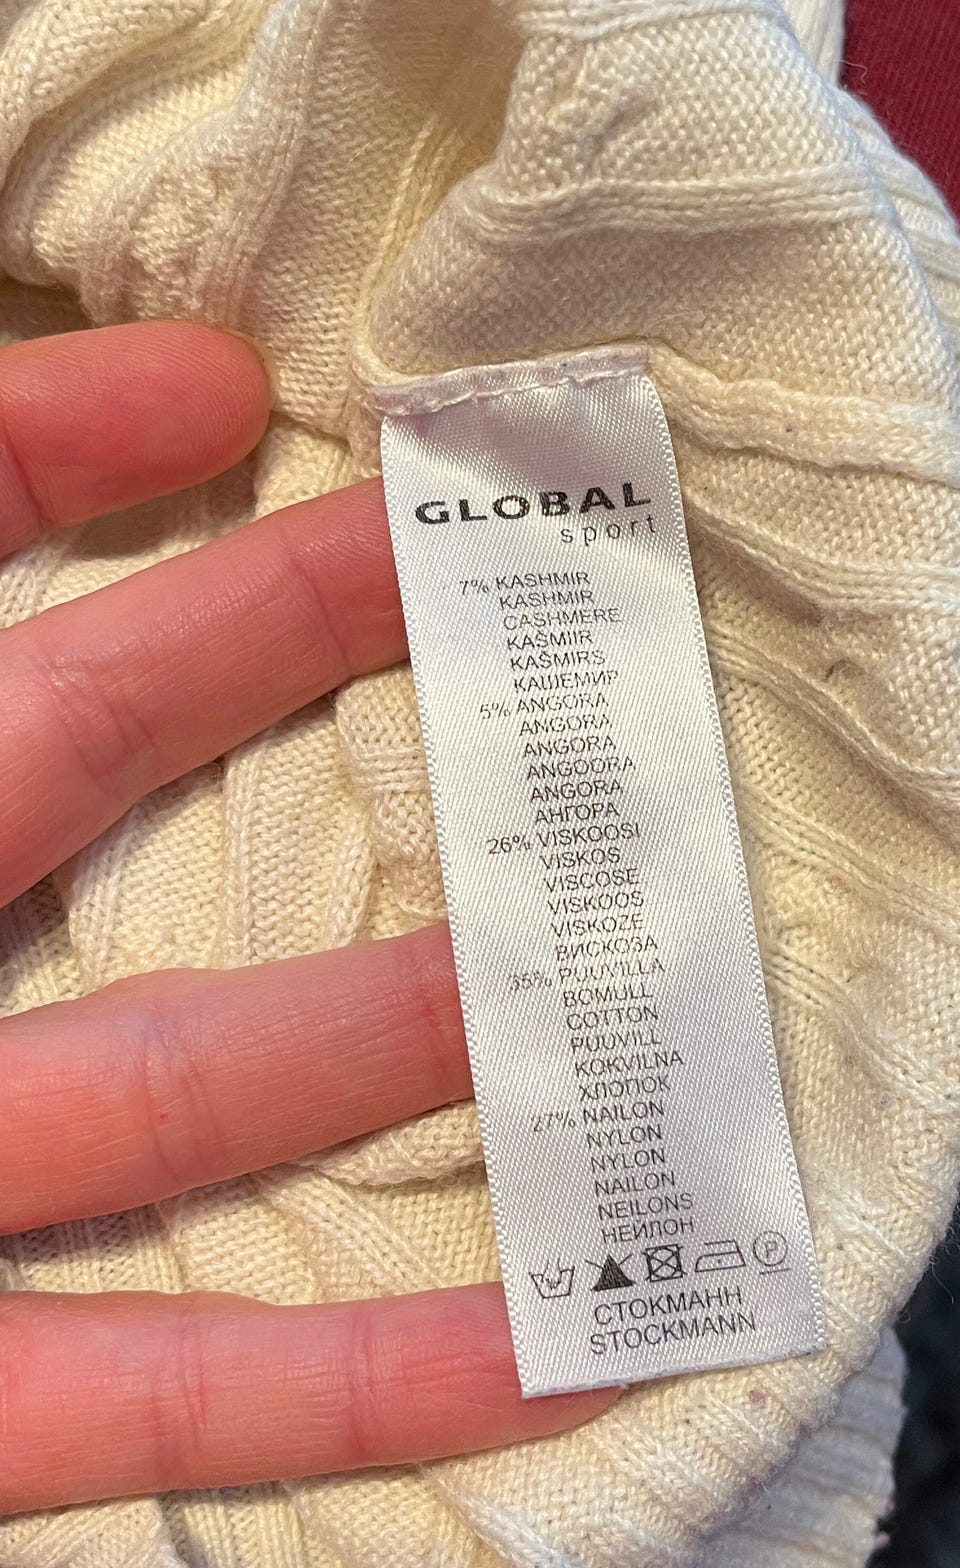 GLOBAL
sport
7% KASHMIR
KASHMIR
CASHMERE
KAŠMIIR
KAŠMIRS
КАШЕМИР
5% ANGORA
ANGORA
ANGORA
ANGOORA
ANGORA
АНГОРА
26% VISKOOSI
VISKOS
VISCOSE
VISKOOS
VISKOZE
ВИСКОЗА
35% PUUVILLA
BOMULL
COTTON
PUUVILL
KOKVILNA
ХЛОПОК
27% NAILON
NYLON
NYLON
NAILON
NEILONS
НЕЙЛОН
P
СТОКМАНН
STOCKMANN